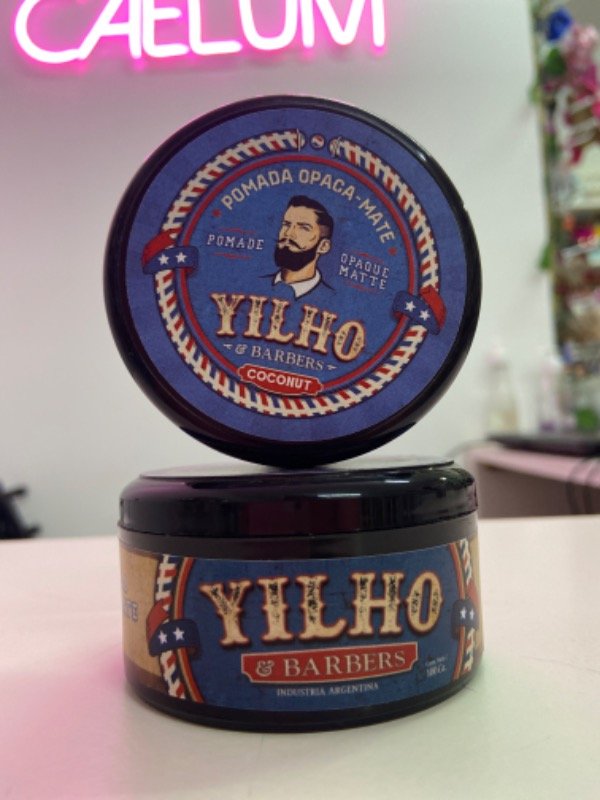 CAELUM
POMADA OPACA-MATE
POMADE
OPAQUE
MATTE
YILHO
& BARBERS
COCONUT
YILHO
& BARBERS
INDUSTRIA ARGENTINA